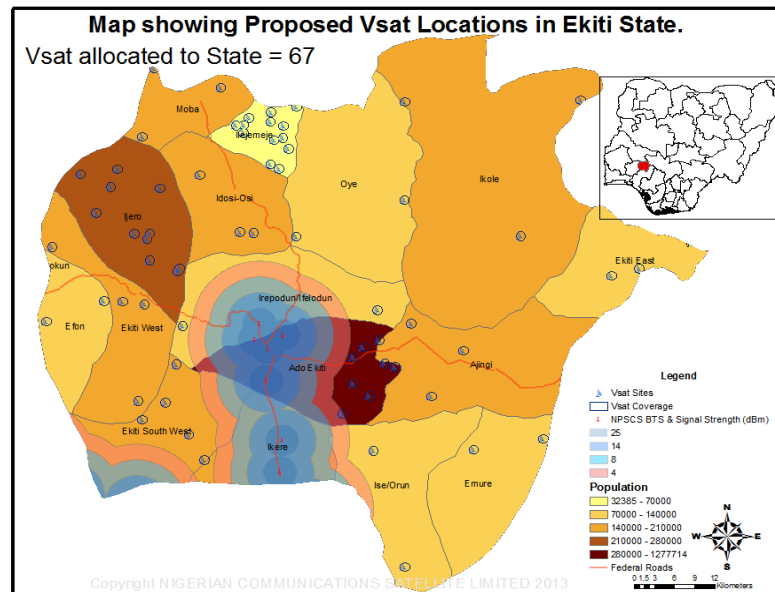 Map showing Proposed Vsat Locations in Ekiti State.
Vsat allocated to State = 67
Moba
Ilejemeje
Oye
Ikole
Idosi-Osi
Ijero
okun
Ekiti East
Irepodun/Ifelodun
Efon
Ekiti West
Ado Ekiti
Ajingi
Ekiti South West
Ikere
Ise/Orun
Emure
Legend
Vsat Sites
Vsat Coverage
NPSCS BTS & Signal Strength (dBm)
25
14
8
4
Population
32385 - 70000
70000 - 140000
140000 - 210000
210000 - 280000
280000 - 1277714
Federal Roads
N
W E
S
0 1.5 3 6 9 12
Kilometers
Copyright NIGERIAN COMMUNICATIONS SATELLITE LIMITED 2013